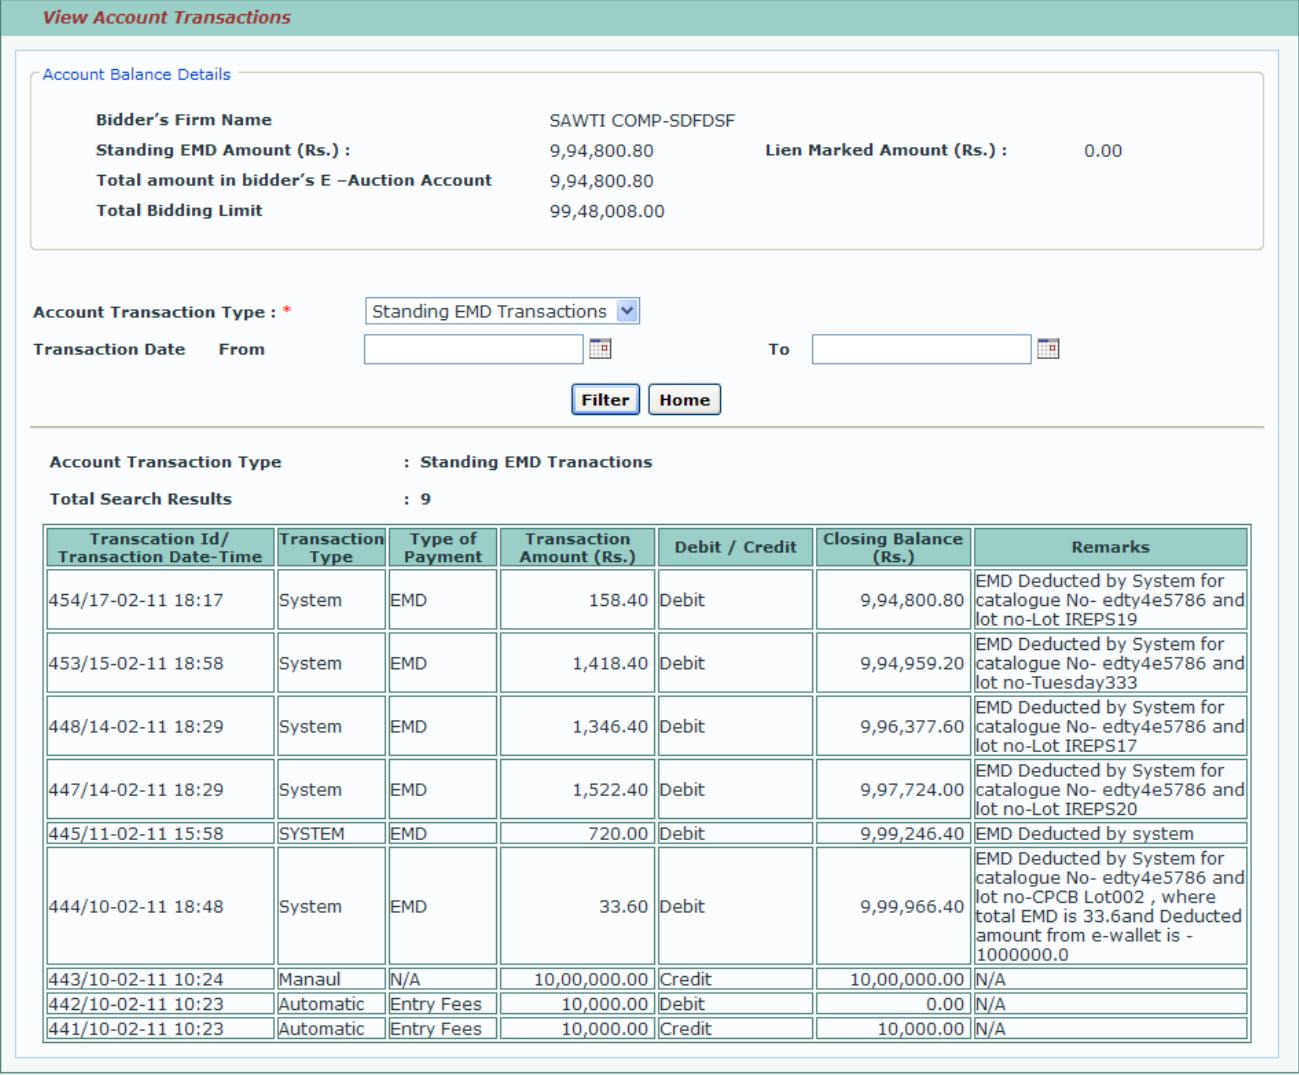 View Account Transactions
Account Balance Details
Bidder's Firm Name SAWTI COMP-SDFDSF
Standing EMD Amount (Rs.) : 9,94,800.80 Lien Marked Amount (Rs.) : 0.00
Total amount in bidder's E –Auction Account 9,94,800.80
Total Bidding Limit 99,48,008.00
Account Transaction Type : * Standing EMD Transactions
Transaction Date From To
Filter Home
Account Transaction Type : Standing EMD Tranactions
Total Search Results : 9
Transcation Id/ Transaction Type of Transaction Debit / Credit Closing Balance Remarks
Transaction Date-Time Type Payment Amount (Rs.) (Rs.)
EMD Deducted by System for
454/17-02-11 18:17 System EMD 158.40 Debit 9,94,800.80 catalogue No- edty4e5786 and
lot no-Lot IREPS19
EMD Deducted by System for
453/15-02-11 18:58 System EMD 1,418.40 Debit 9,94,959.20 catalogue No- edty4e5786 and
lot no-Tuesday333
EMD Deducted by System for
448/14-02-11 18:29 System EMD 1,346.40 Debit 9,96,377.60 catalogue No- edty4e5786 and
lot no-Lot IREPS17
EMD Deducted by System for
447/14-02-11 18:29 System EMD 1,522.40 Debit 9,97,724.00 catalogue No- edty4e5786 and
lot no-Lot IREPS20
445/11-02-11 15:58 SYSTEM EMD 720.00 Debit 9,99,246.40 EMD Deducted by system
EMD Deducted by System for
catalogue No- edty4e5786 and
lot no-CPCB Lot002 , where
444/10-02-11 18:48 System EMD 33.60 Debit 9,99,966.40 total EMD is 33.6and Deducted
amount from e-wallet is -
1000000.0
443/10-02-11 10:24 Manaul N/A 10,00,000.00 Credit 10,00,000.00 N/A
442/10-02-11 10:23 Automatic Entry Fees 10,000.00 Debit 0.00 N/A
441/10-02-11 10:23 Automatic Entry Fees 10,000.00 Credit 10,000.00 N/A